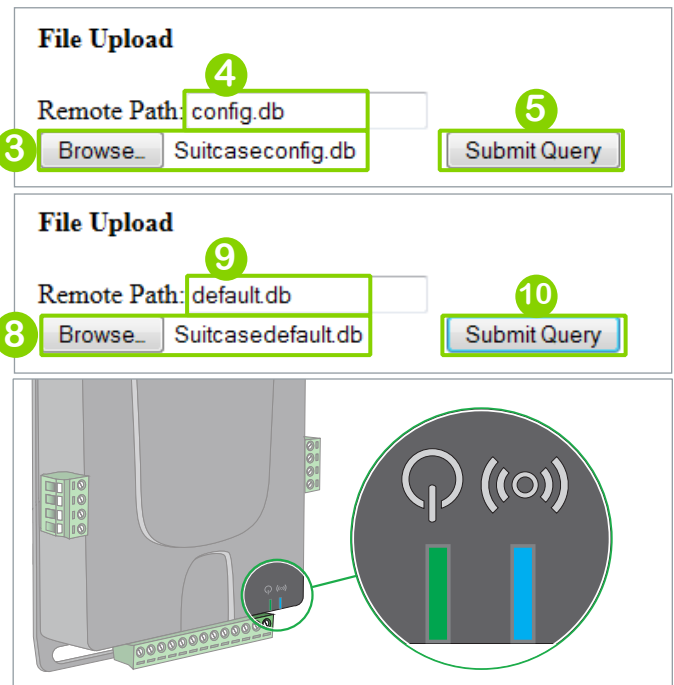 File Upload
4
Remote Path: config.db
5
3 Browse… Suitcaseconfig.db Submit Query
File Upload
9
Remote Path: default.db
10
8 Browse… Suitcasedefault.db Submit Query